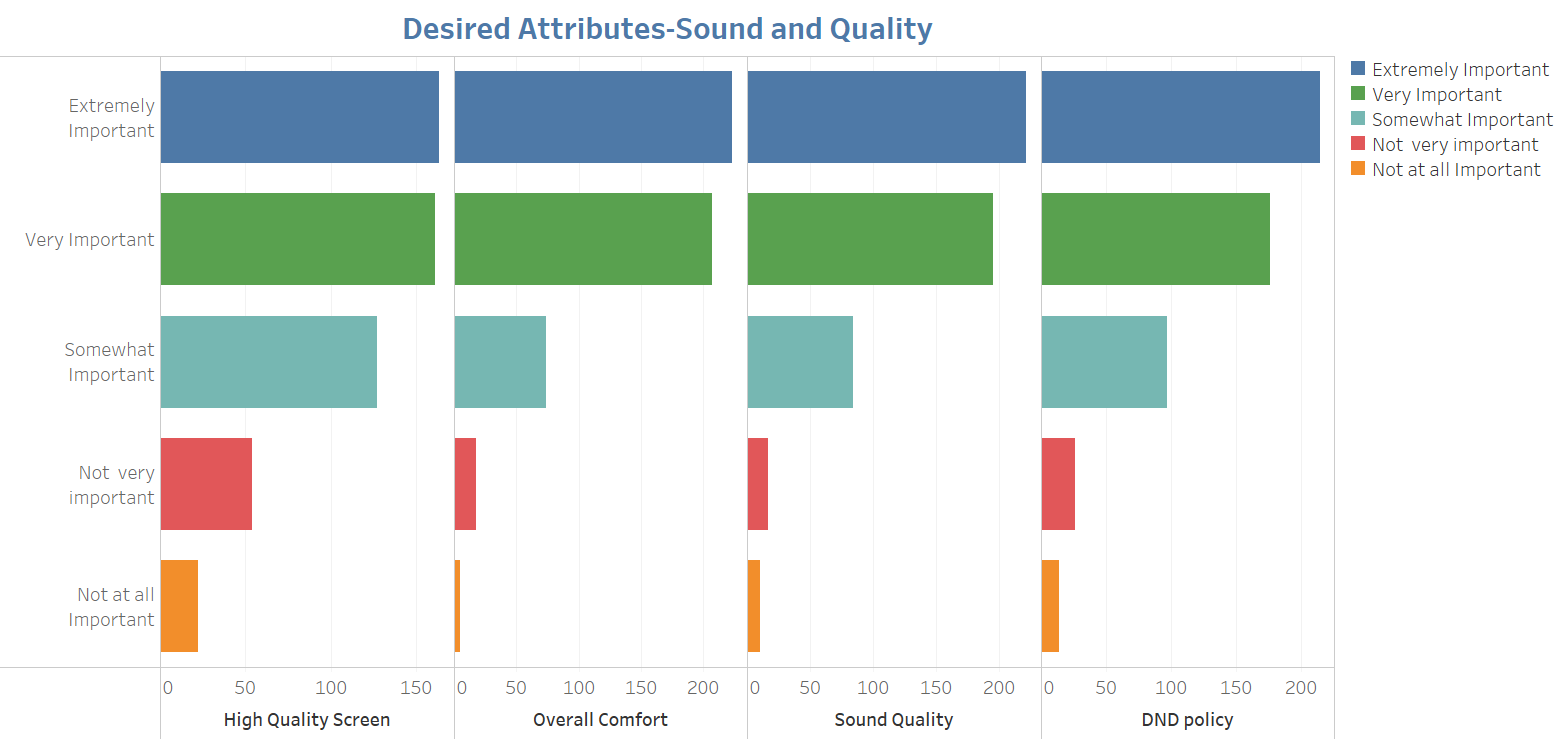 Desired Attributes-Sound and Quality
Extremely Important
Very Important
Somewhat Important
Not  very important
Not at all Important
Extremely
Important
Very Important
Somewhat
Important
Not  very
important
Not at all
Important
0 50 100 150 0 50 100 150 200 0 50 100 150 200 0 50 100 150 200
High Quality Screen Overall Comfort Sound Quality DND policy